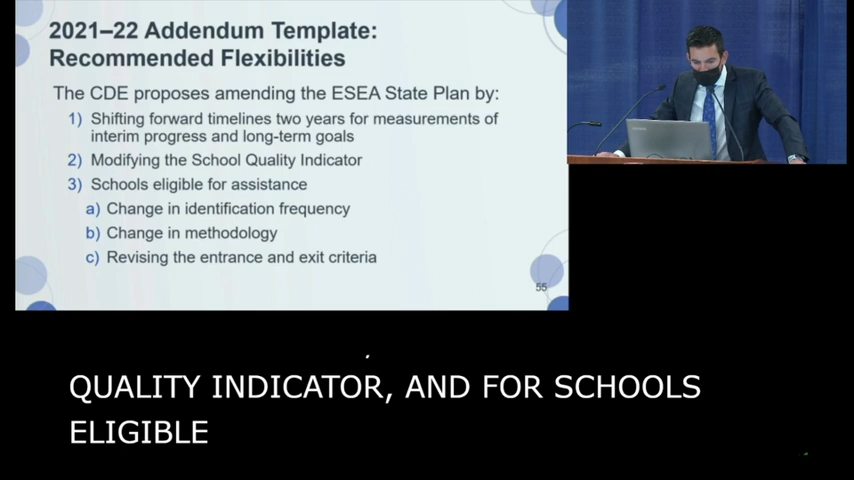 2021–22 Addendum Template:
Recommended Flexibilities
The CDE proposes amending the ESEA State Plan by:
1) Shifting forward timelines two years for measurements of
interim progress and long-term goals
2) Modifying the School Quality Indicator
3) Schools eligible for assistance
a) Change in identification frequency
b) Change in methodology
c) Revising the entrance and exit criteria
55
QUALITY INDICATOR, AND FOR SCHOOLS
ELIGIBLE